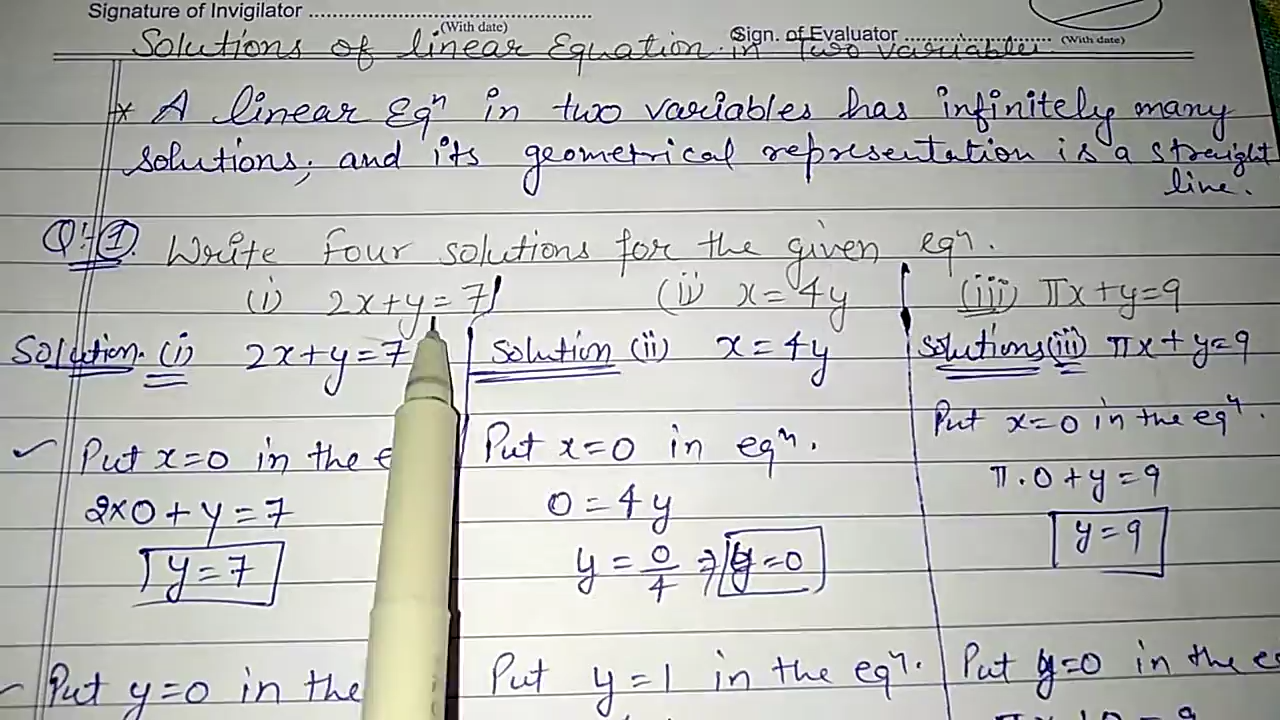 Signature of Invigilator
(With date)
Sign. of Evaluator
(With date)
Solutions of linear Equation in Two variables
* A linear Eqⁿ in two variables has infinitely many
solutions, and its geometrical representation is a straight
line.
Q:-① Write four solutions for the given eqⁿ.
(i) 2x+y=7
(ii) x=4y
(iii) πx+y=9
Solution (i) 2x+y=7
Put x=0 in the
2×0+y=7
y=7
Put y=0 in the
Solution (ii) x=4y
Put x=0 in eqⁿ.
0=4y
y=0/4 ⇒ y=0
Put y=1 in the eqⁿ.
Solutions (iii) πx+y=9
Put x=0 in the eqⁿ.
π.0+y=9
y=9
Put y=0 in the